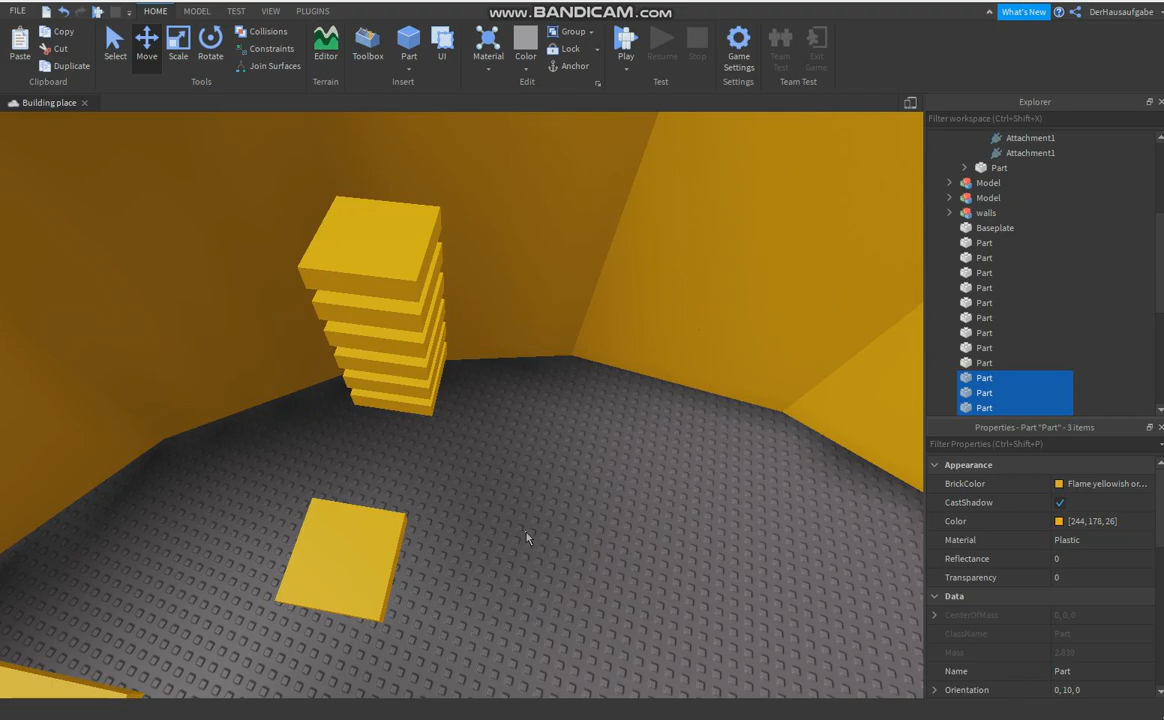 www.BANDICAM.com
FILE HOME MODEL TEST VIEW PLUGINS What's New DerHausaufgabe
Paste Copy Cut Duplicate Select Move Scale Rotate Collisions Constraints Join Surfaces Editor Toolbox Part UI Material Color Group Lock Anchor Play Resume Stop Game Settings Team Test Exit Game
Clipboard Tools Terrain Insert Edit Test Settings Team Test
Building place
Explorer
Filter workspace (Ctrl+Shift+X)
Attachment1
Attachment1
Part
Model
Model
walls
Baseplate
Part
Part
Part
Part
Part
Part
Part
Part
Part
Part
Part
Part
Properties - Part "Part" - 3 items
Filter Properties (Ctrl+Shift+P)
Appearance
BrickColor Flame yellowish or...
CastShadow
Color [244, 178, 26]
Material Plastic
Reflectance 0
Transparency 0
Data
CenterOfMass 0, 0, 0
ClassName Part
Mass 2.839
Name Part
Orientation 0, 10, 0